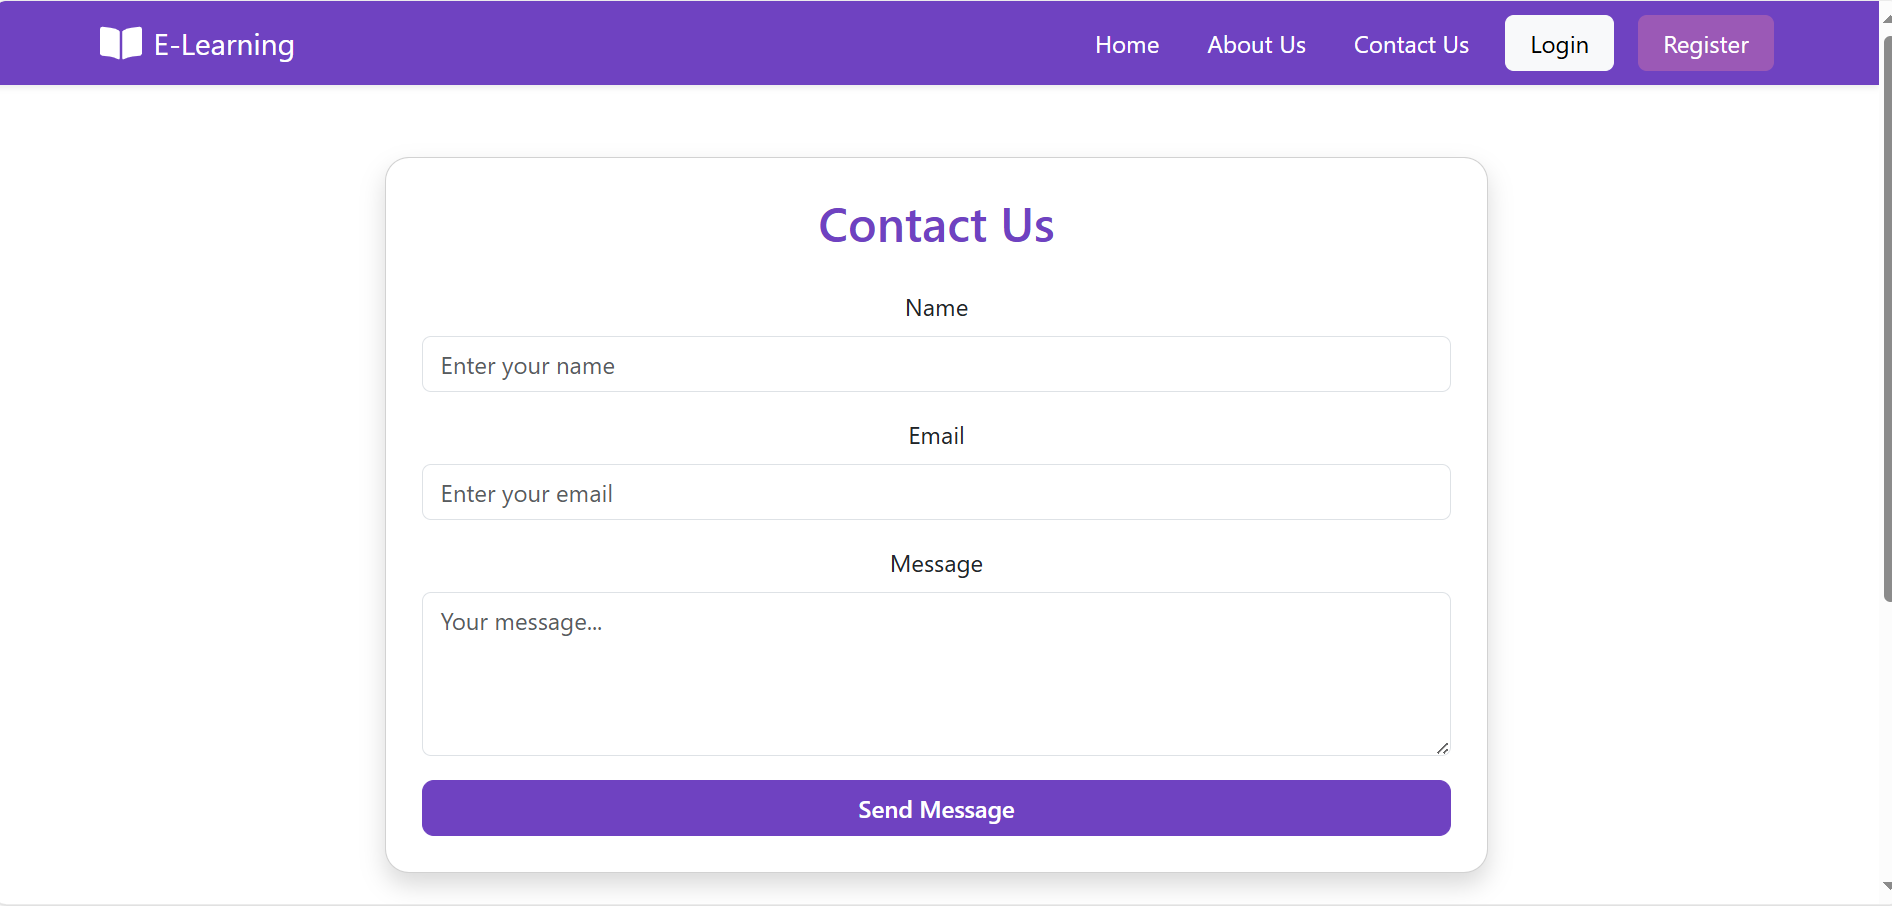 E-Learning Home About Us Contact Us Login Register
Contact Us
Name
Enter your name
Email
Enter your email
Message
Your message...
Send Message